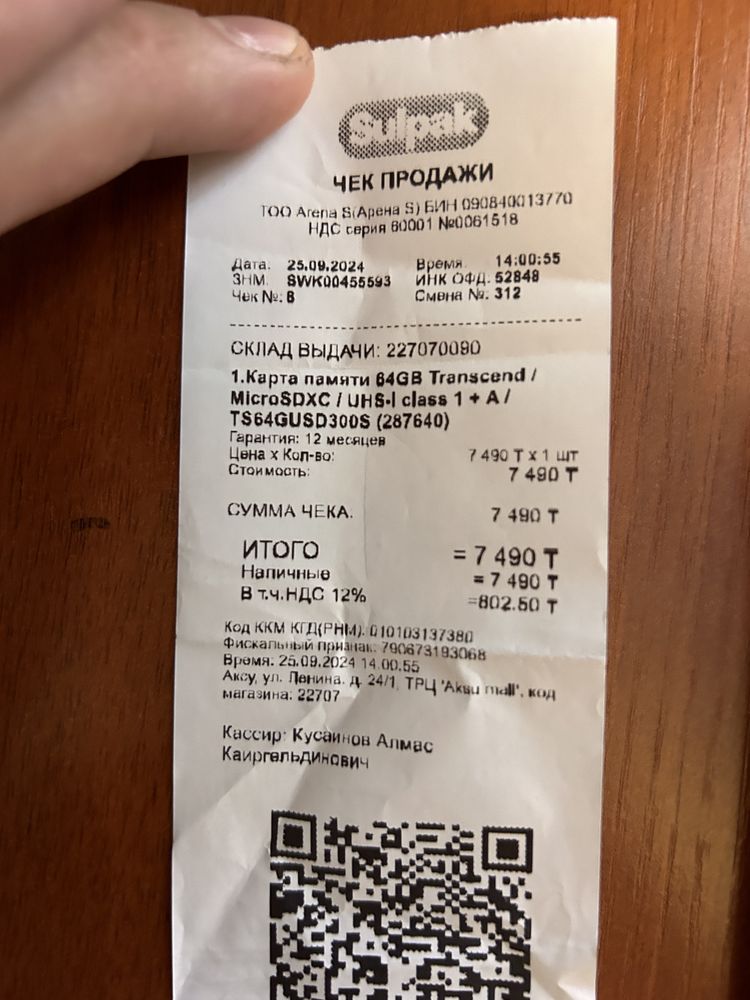 Sulpak
ЧЕК ПРОДАЖИ
ТОО Arena S(Арена S) БИН 090840013770
НДС серия 60001 №0061518
Дата: 25.09.2024 Время: 14:00:55
ЗНМ: SWK00455593 ИНК ОФД: 52848
Чек №: 8 Смена №: 312
СКЛАД ВЫДАЧИ: 227070090
1.Карта памяти 64GB Transcend /
MicroSDXC / UHS-I class 1 + A /
TS64GUSD300S (287640)
Гарантия: 12 месяцев
Цена x Кол-во: 7 490 ₸ x 1 шт
Стоимость: 7 490 ₸
СУММА ЧЕКА: 7 490 ₸
ИТОГО = 7 490 ₸
Наличные = 7 490 ₸
В т.ч.НДС 12% =802.50 ₸
Код ККМ КГД(РНМ): 010103137380
Фискальный признак: 790673193068
Время: 25.09.2024 14:00:55
Аксу, ул. Ленина, д. 24/1, ТРЦ 'Aksu mall', код
магазина: 22707
Кассир: Кусаинов Алмас
Каиргельдинович